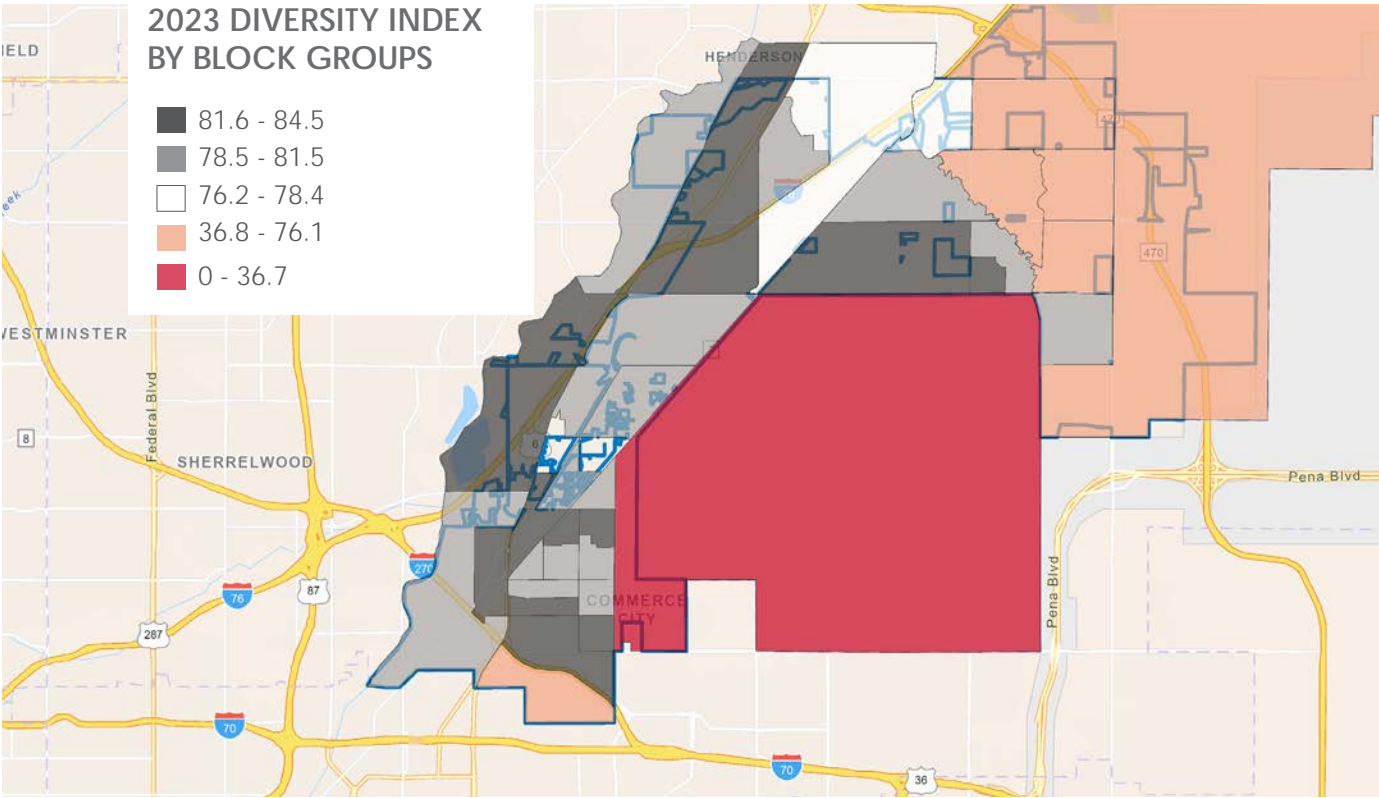 2023 DIVERSITY INDEX
BY BLOCK GROUPS
81.6 - 84.5
78.5 - 81.5
76.2 - 78.4
36.8 - 76.1
0 - 36.7
HENDERSON
470
470
WESTMINSTER
Federal Blvd
8
SHERRELWOOD
6
Pena Blvd
Pena Blvd
270
76
87
COMMERCE
CITY
287
70
70
36